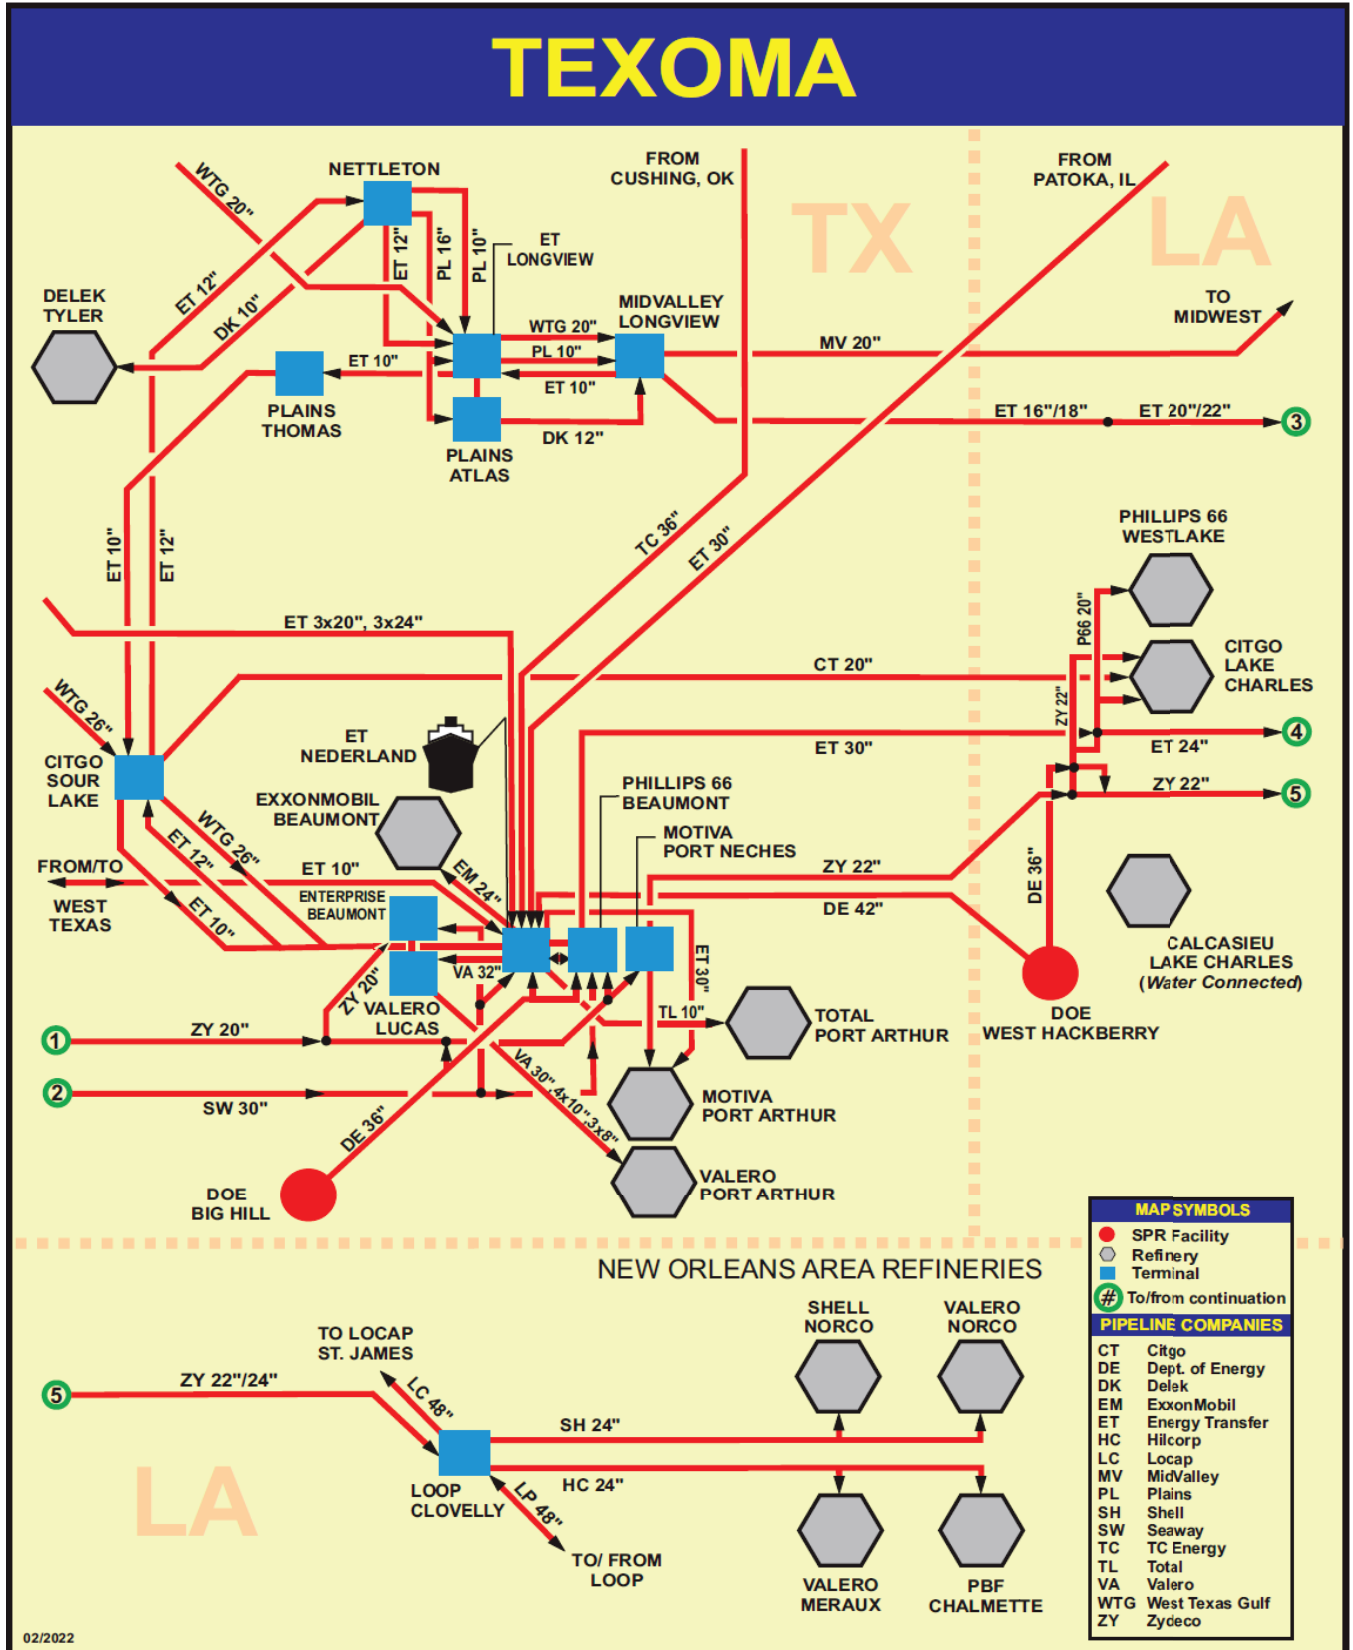 TEXOMA
TX
LA
FROM
CUSHING, OK
FROM
PATOKA, IL
TO
MIDWEST
NETTLETON
WTG 20"
ET 12"
DK 10"
ET 12"
PL 16"
PL 10"
ET
LONGVIEW
DELEK
TYLER
MIDVALLEY
LONGVIEW
WTG 20"
PL 10"
ET 10"
ET 10"
MV 20"
PLAINS
THOMAS
DK 12"
PLAINS
ATLAS
ET 16"/18"
ET 20"/22"
3
ET 10"
ET 12"
TC 36"
ET 30"
PHILLIPS 66
WESTLAKE
P66 20"
ET 3x20", 3x24"
CITGO
LAKE
CHARLES
CT 20"
ZY 22"
WTG 26"
ET
NEDERLAND
4
ET 30"
ET 24"
CITGO
SOUR
LAKE
PHILLIPS 66
BEAUMONT
ZY 22"
5
EXXONMOBIL
BEAUMONT
WTG 26"
ET 12"
MOTIVA
PORT NECHES
FROM/TO
WEST
TEXAS
ET 10"
EM 24"
ZY 22"
DE 36"
ENTERPRISE
BEAUMONT
ET 10"
DE 42"
CALCASIEU
LAKE CHARLES
(Water Connected)
VA 32"
ET 30"
ZY 20"
VALERO
LUCAS
TL 10"
TOTAL
PORT ARTHUR
DOE
WEST HACKBERRY
1
ZY 20"
2
SW 30"
VA 30",4x10",3x8"
MOTIVA
PORT ARTHUR
DE 36"
VALERO
PORT ARTHUR
DOE
BIG HILL
NEW ORLEANS AREA REFINERIES
SHELL
NORCO
VALERO
NORCO
TO LOCAP
ST. JAMES
5
ZY 22"/24"
LC 48"
SH 24"
HC 24"
LOOP
CLOVELLY
LP 48"
TO/ FROM
LOOP
VALERO
MERAUX
PBF
CHALMETTE
LA
MAP SYMBOLS
SPR Facility
Refinery
Terminal
# To/from continuation
PIPELINE COMPANIES
CT Citgo
DE Dept. of Energy
DK Delek
EM ExxonMobil
ET Energy Transfer
HC Hilcorp
LC Locap
MV MidValley
PL Plains
SH Shell
SW Seaway
TC TC Energy
TL Total
VA Valero
WTG West Texas Gulf
ZY Zydeco
02/2022